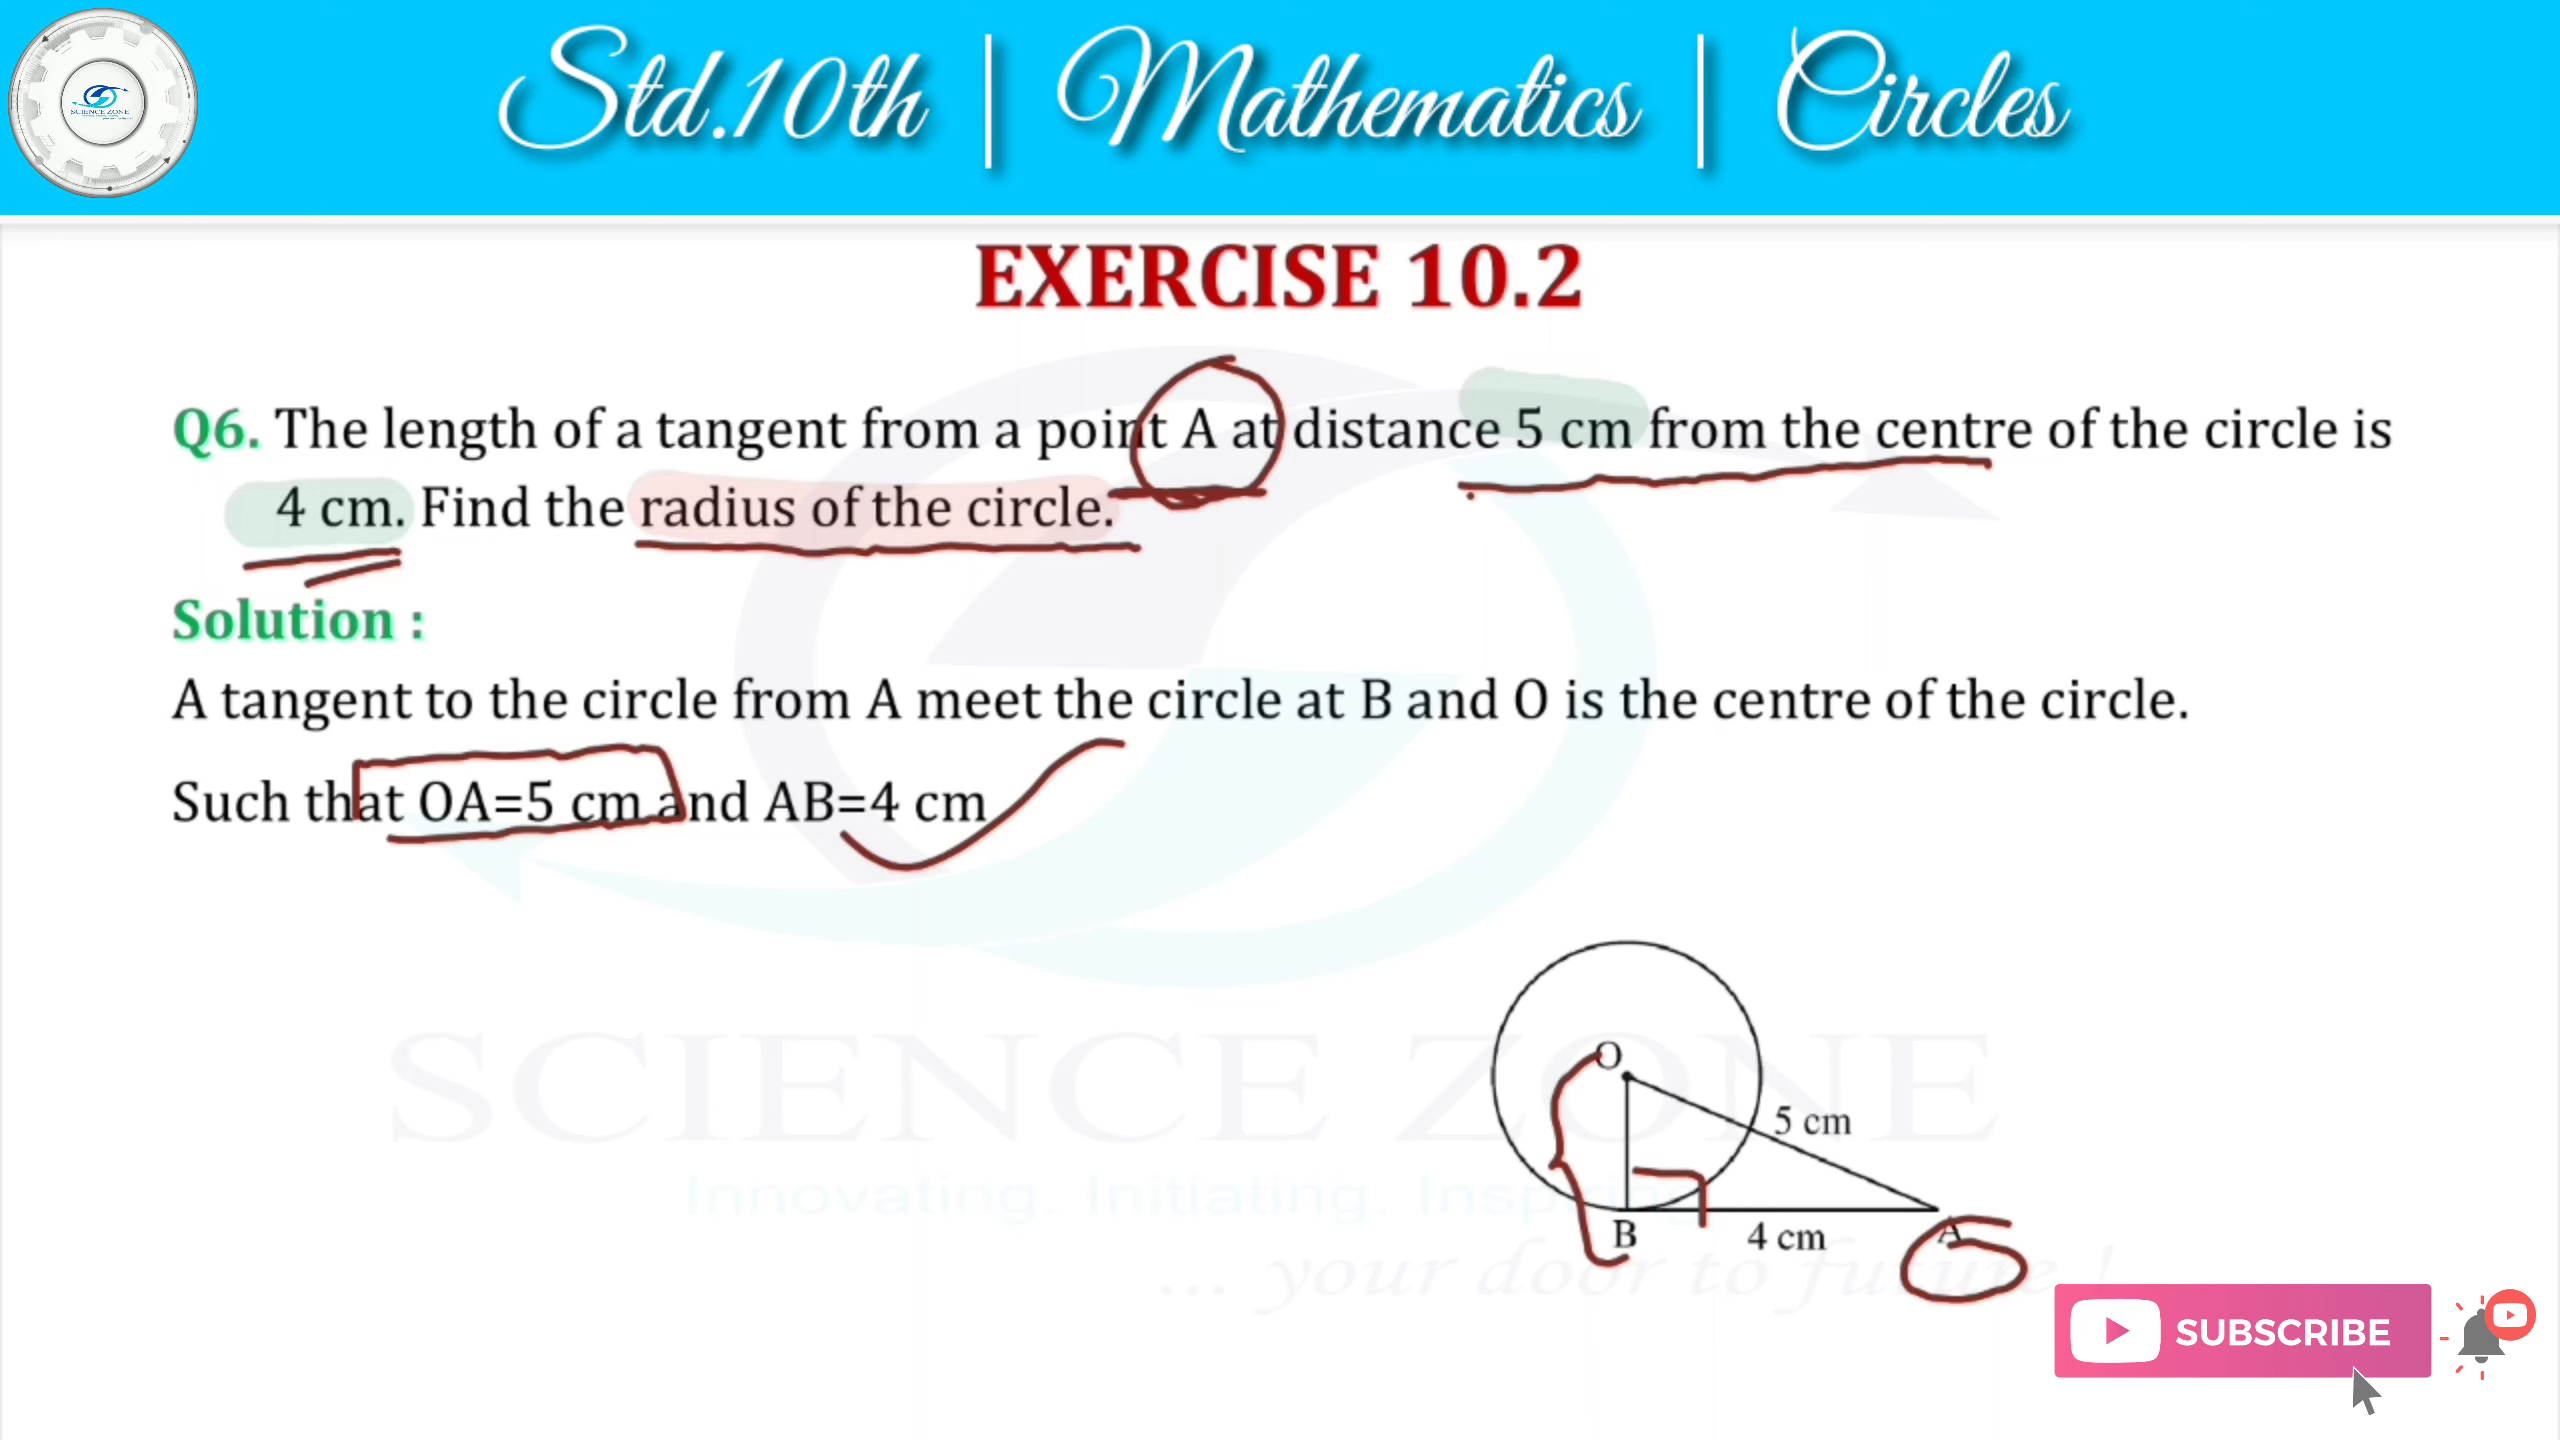 Std.10th | Mathematics | Circles
SCIENCE ZONE
EXERCISE 10.2
Q6. The length of a tangent from a point A at distance 5 cm from the centre of the circle is
4 cm. Find the radius of the circle.
Solution :
A tangent to the circle from A meet the circle at B and O is the centre of the circle.
Such that OA=5 cm and AB=4 cm
O
5 cm
B
4 cm
A
SCIENCE ZONE
Innovating. Initiating. Inspiring.
... your door to future !
SUBSCRIBE